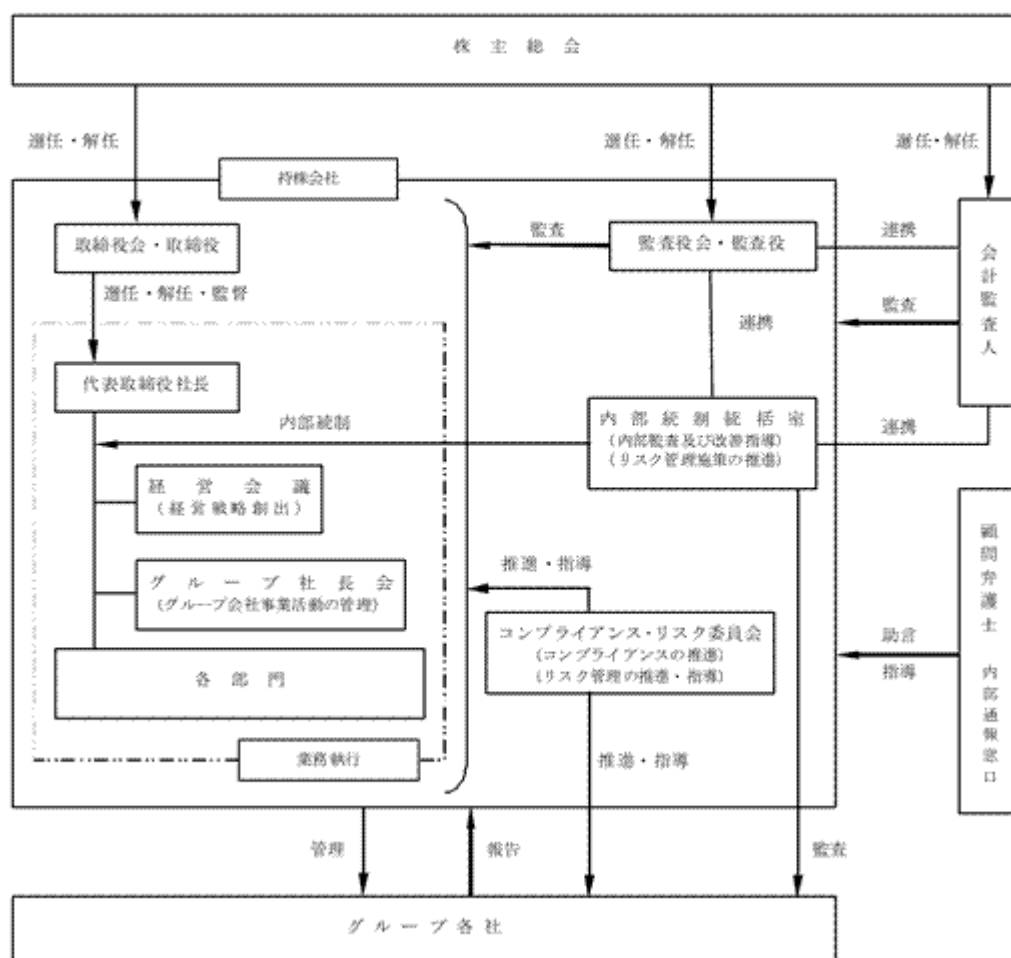 株主総会
選任・解任
選任・解任
選任・解任
持株会社
取締役会・取締役
監査
監査役会・監査役
連携
会計監査人
選任・解任・監督
監査
連携
代表取締役社長
内部統制
内部統制統括室
(内部監査及び改善指導)
(リスク管理施策の推進)
連携
経営会議
(経営戦略創出)
推進・指導
グループ社長会
(グループ会社事業活動の管理)
コンプライアンス・リスク委員会
(コンプライアンスの推進)
(リスク管理の推進・指導)
顧問弁護士 内部通報窓口
助言
指導
各部門
業務執行
推進・指導
管理
報告
監査
グループ各社